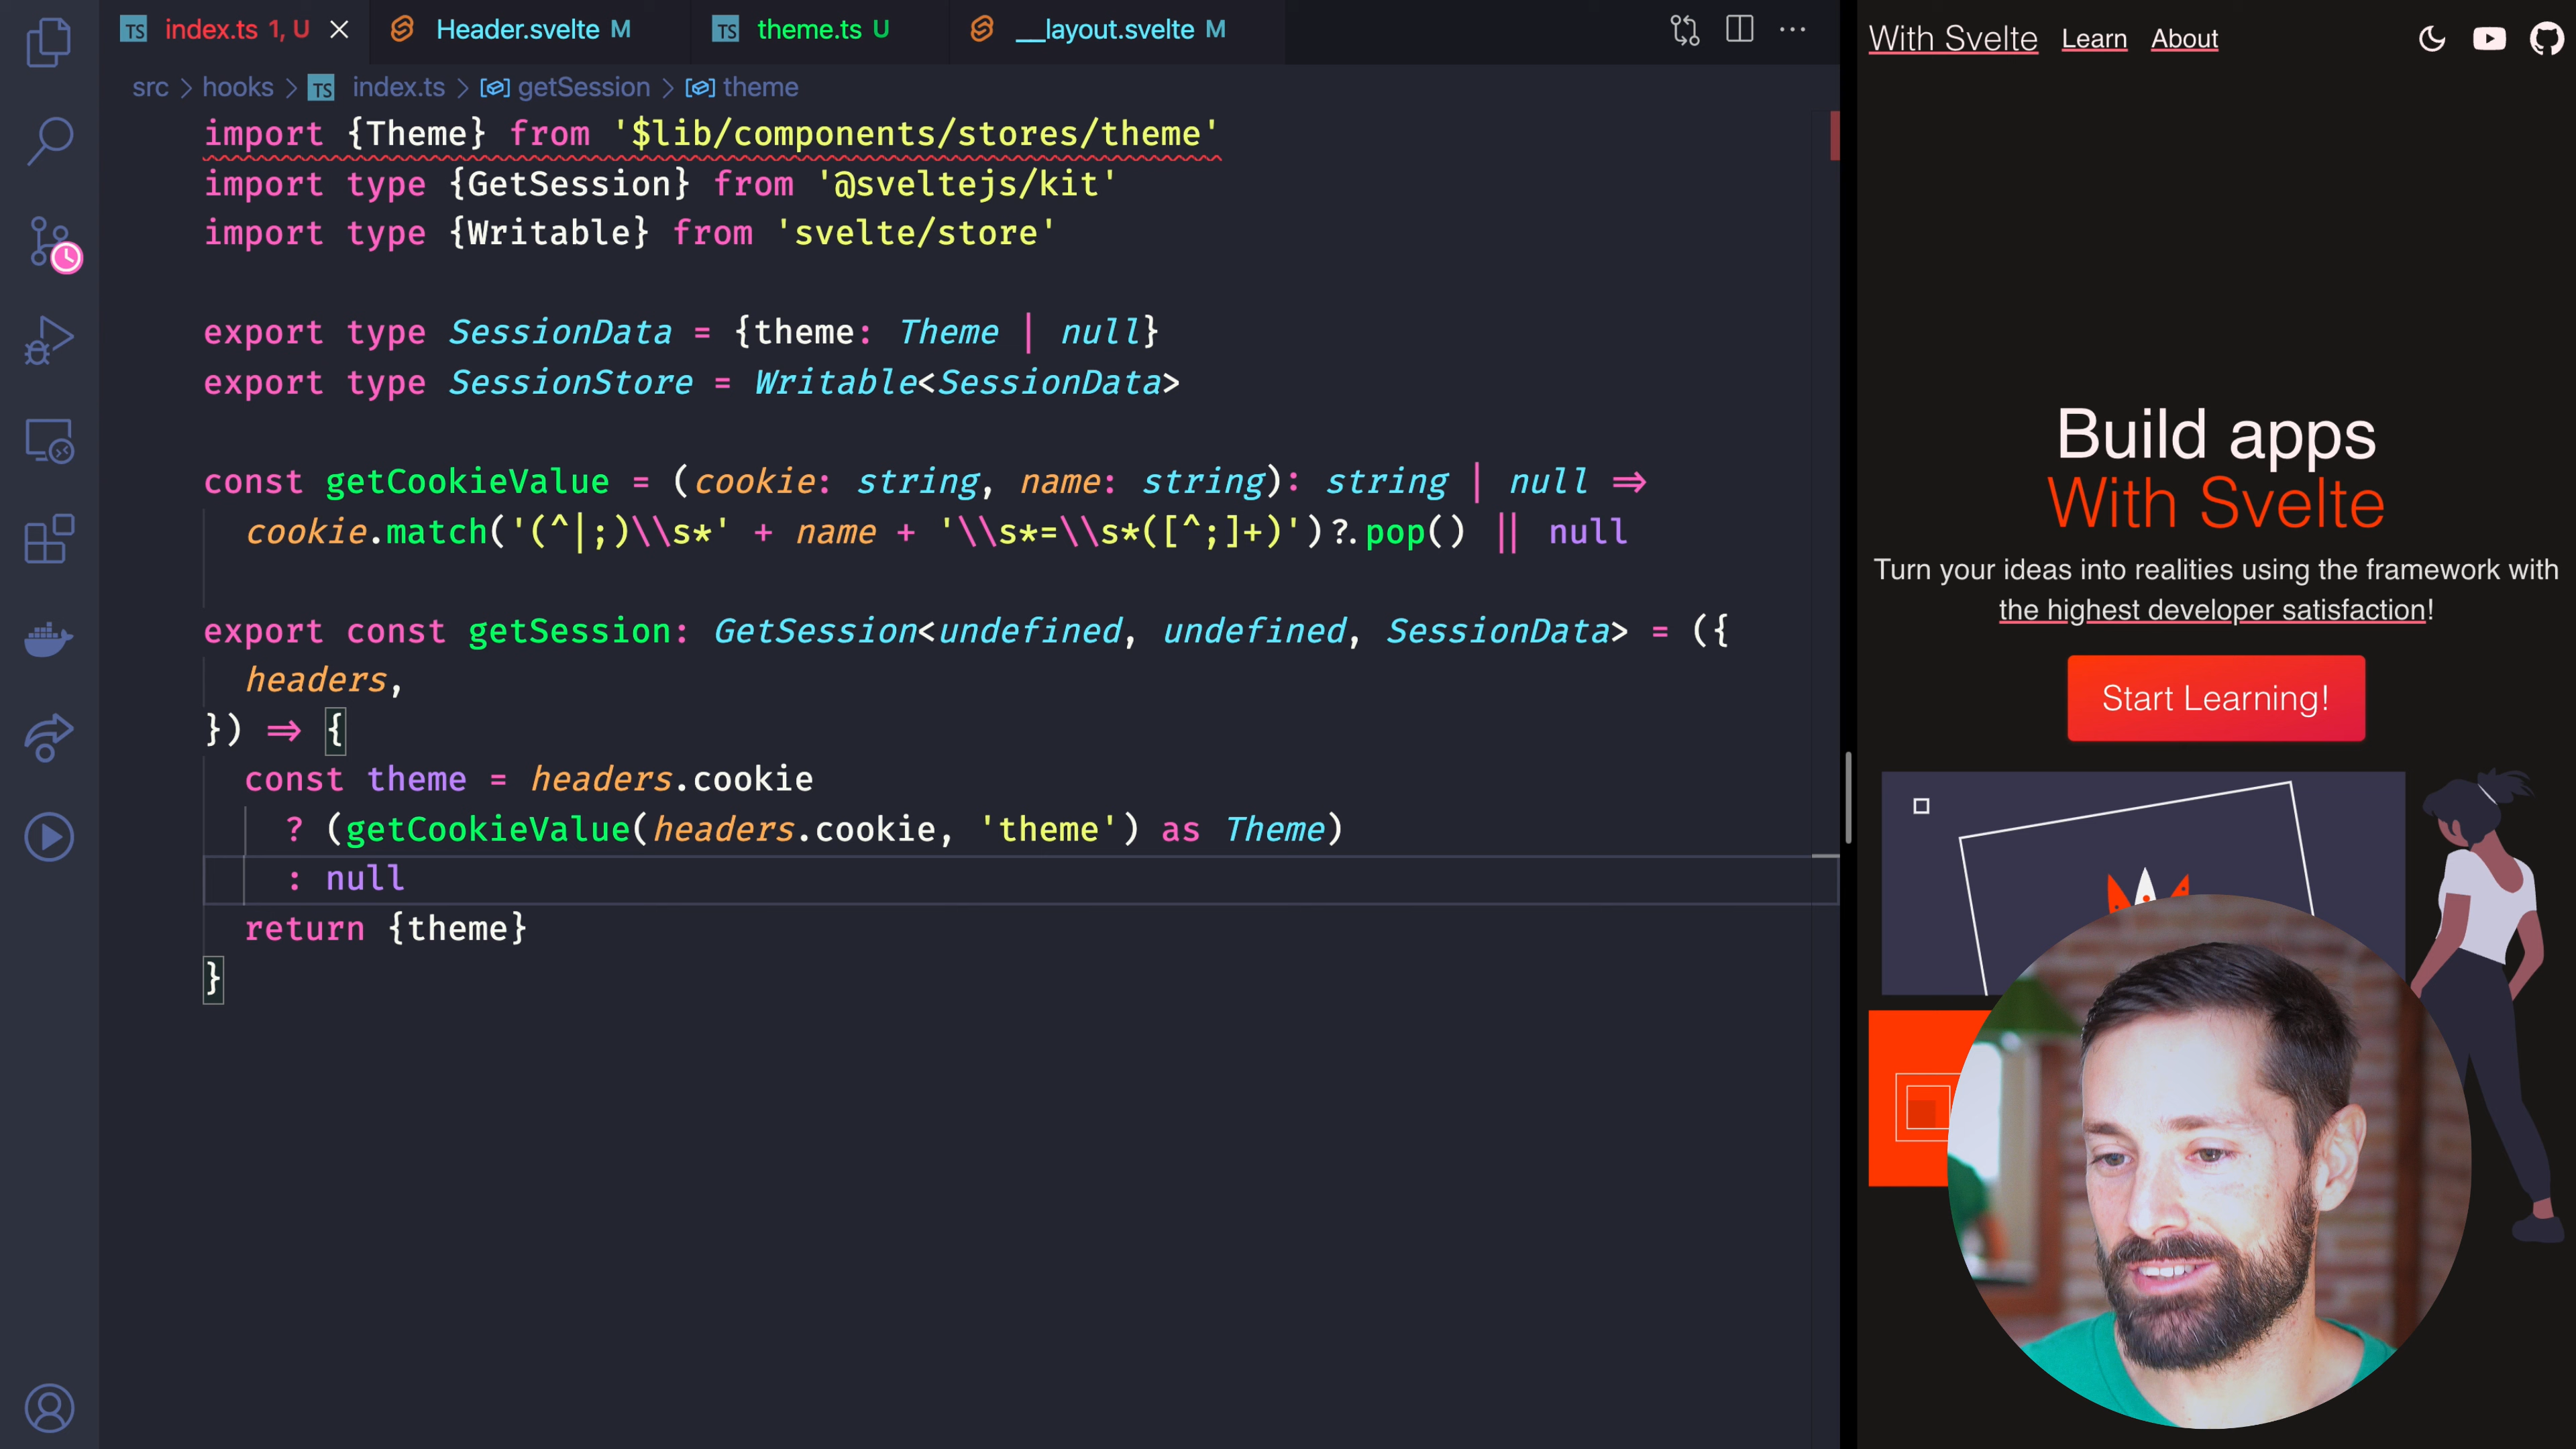 TS index.ts 1, U
Header.svelte M
TS theme.ts U
__layout.svelte M
src > hooks > TS index.ts > getSession > theme
import {Theme} from '$lib/components/stores/theme'
import type {GetSession} from '@sveltejs/kit'
import type {Writable} from 'svelte/store'
export type SessionData = {theme: Theme | null}
export type SessionStore = Writable<SessionData>
const getCookieValue = (cookie: string, name: string): string | null ⇒
cookie.match('(^|;)\\s*' + name + '\\s*=\\s*([^;]+)')?.pop() || null
export const getSession: GetSession<undefined, undefined, SessionData> = ({
headers,
}) ⇒ {
const theme = headers.cookie
? (getCookieValue(headers.cookie, 'theme') as Theme)
: null
return {theme}
}
With Svelte Learn About
Build apps
With Svelte
Turn your ideas into realities using the framework with
the highest developer satisfaction!
Start Learning!